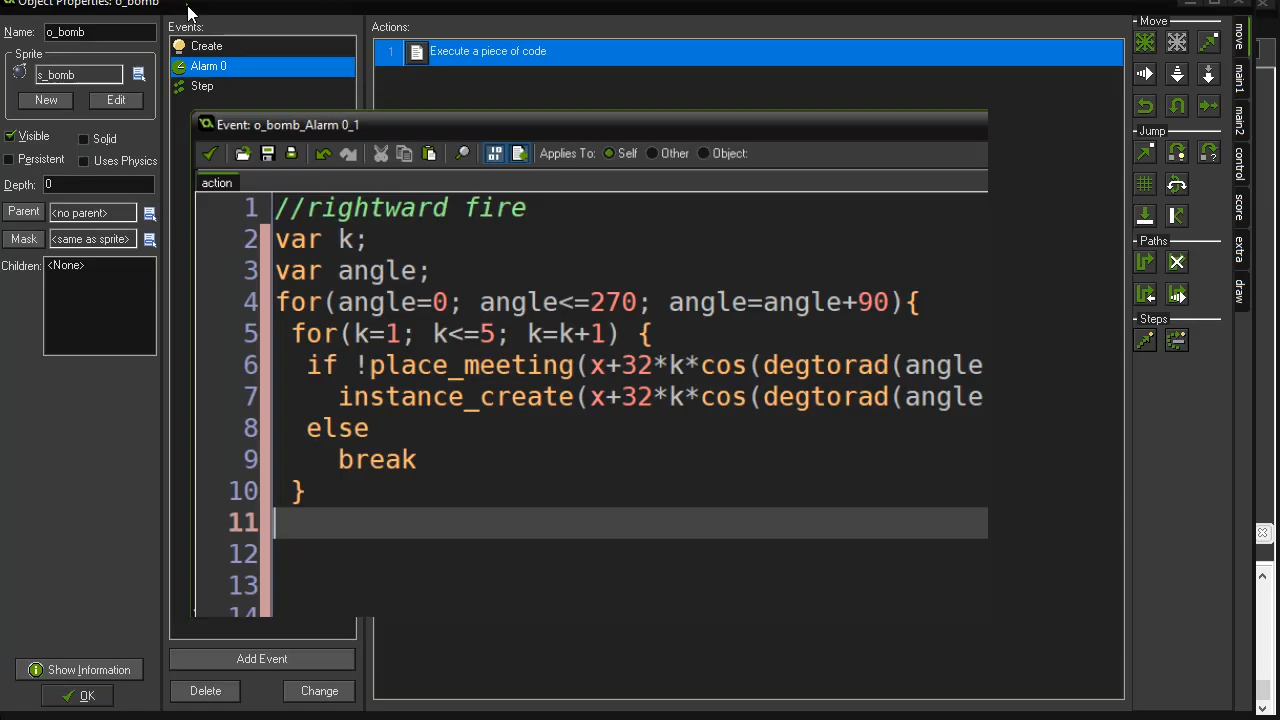 Object Properties: o_bomb
Name: o_bomb
Sprite
s_bomb
New Edit
Visible Solid
Persistent Uses Physics
Depth: 0
Parent <no parent>
Mask <same as sprite>
Children: <None>
Show Information
OK
Events:
Create
Alarm 0
Step
Add Event
Delete Change
Actions:
1 Execute a piece of code
Event: o_bomb_Alarm 0_1
Applies To: Self Other Object:
action
1 //rightward fire
2 var k;
3 var angle;
4 for(angle=0; angle<=270; angle=angle+90){
5 for(k=1; k<=5; k=k+1) {
6 if !place_meeting(x+32*k*cos(degtorad(angle
7 instance_create(x+32*k*cos(degtorad(angle
8 else
9 break
10 }
11
12
13
14
Move
Jump
Paths
Steps
move
main1
main2
control
score
extra
draw